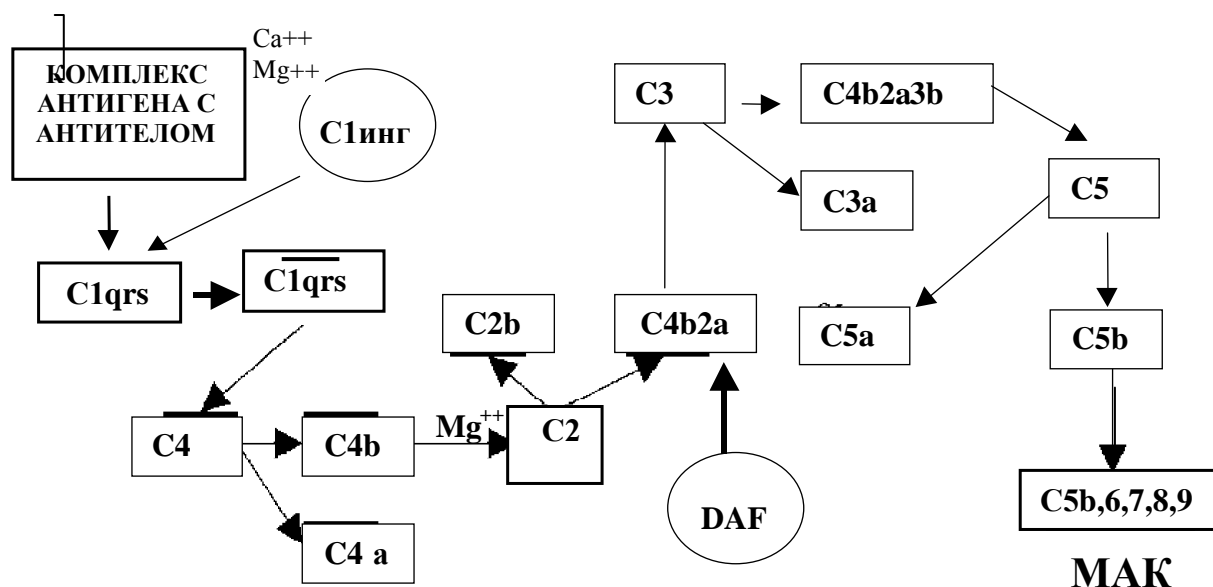 Ca++
Mg++
КОМПЛЕКС
АНТИГЕНА С
АНТИТЕЛОМ
С1инг
C1qrs
C1qrs
C4
C4b
C4 a
Mg++
C2
C2b
C4b2a
DAF
C3
C4b2a3b
C3a
C5
C5a
C5b
C5b,6,7,8,9
МАК